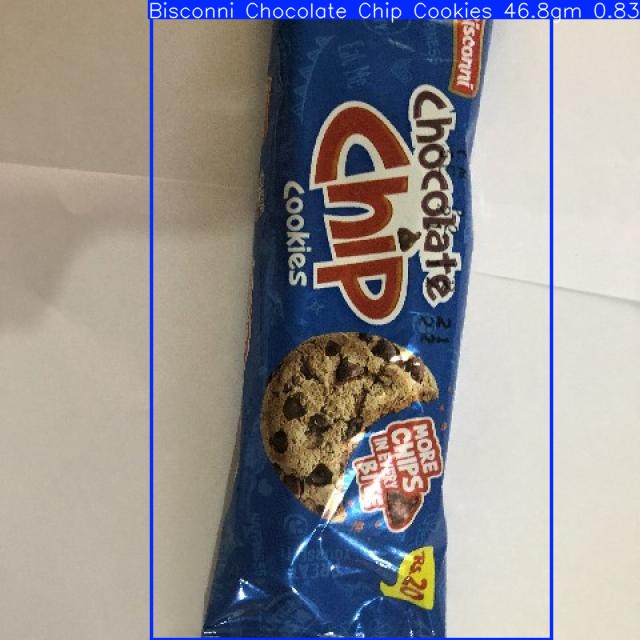 Bisconni Chocolate Chip Cookies 46.8gm 0.83
Bisconni
Chocolate
Chip
Cookies
MORE
CHIPS
IN EVERY
BITE
Rs.20